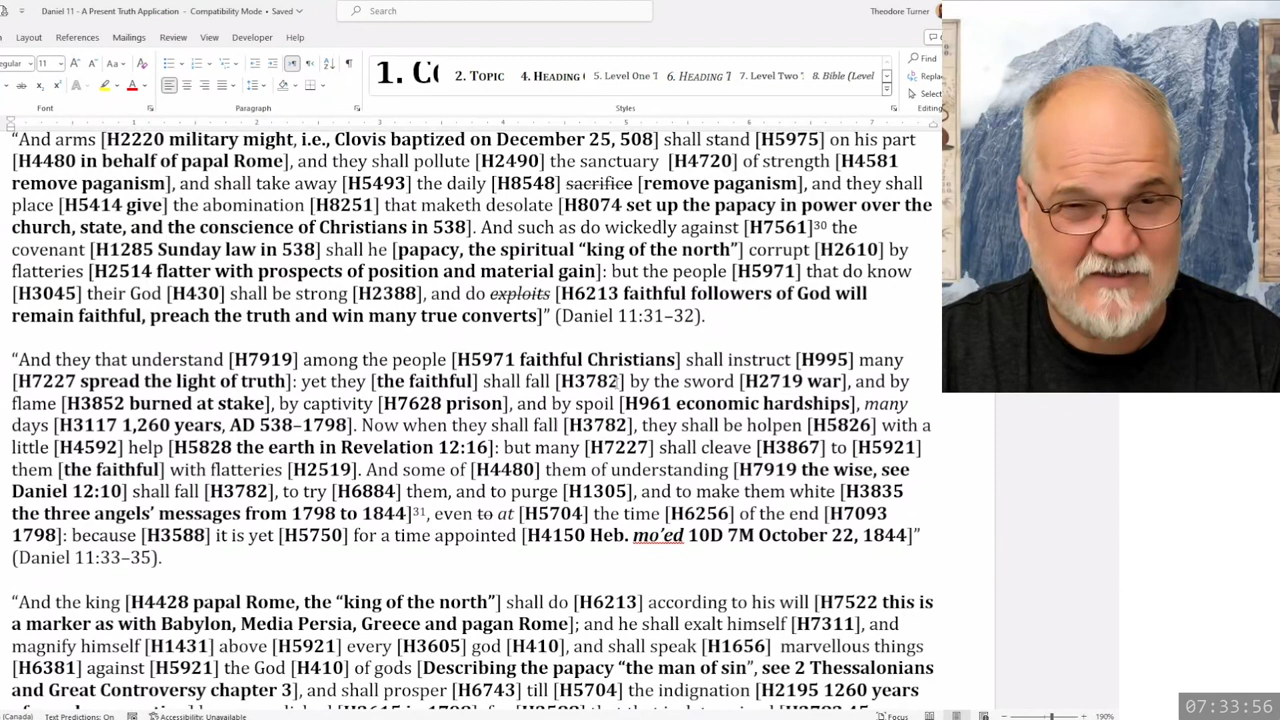 Daniel 11 - A Present Truth Application - Compatibility Mode • Saved
Search
Theodore Turner
Layout References Mailings Review View Developer Help
11
Find
1. Co 2. Topic 4. Heading 5. Level One T 6. Heading T 7. Level Two 8. Bible (Level
Font Paragraph Styles Editing
“And arms [H2220 military might, i.e., Clovis baptized on December 25, 508] shall stand [H5975] on his part
[H4480 in behalf of papal Rome], and they shall pollute [H2490] the sanctuary [H4720] of strength [H4581
remove paganism], and shall take away [H5493] the daily [H8548] sacrifice [remove paganism], and they shall
place [H5414 give] the abomination [H8251] that maketh desolate [H8074 set up the papacy in power over the
church, state, and the conscience of Christians in 538]. And such as do wickedly against [H7561]30 the
covenant [H1285 Sunday law in 538] shall he [papacy, the spiritual “king of the north”] corrupt [H2610] by
flatteries [H2514 flatter with prospects of position and material gain]: but the people [H5971] that do know
[H3045] their God [H430] shall be strong [H2388], and do exploits [H6213 faithful followers of God will
remain faithful, preach the truth and win many true converts]” (Daniel 11:31–32).
“And they that understand [H7919] among the people [H5971 faithful Christians] shall instruct [H995] many
[H7227 spread the light of truth]: yet they [the faithful] shall fall [H3782] by the sword [H2719 war], and by
flame [H3852 burned at stake], by captivity [H7628 prison], and by spoil [H961 economic hardships], many
days [H3117 1,260 years, AD 538–1798]. Now when they shall fall [H3782], they shall be holpen [H5826] with a
little [H4592] help [H5828 the earth in Revelation 12:16]: but many [H7227] shall cleave [H3867] to [H5921]
them [the faithful] with flatteries [H2519]. And some of [H4480] them of understanding [H7919 the wise, see
Daniel 12:10] shall fall [H3782], to try [H6884] them, and to purge [H1305], and to make them white [H3835
the three angels’ messages from 1798 to 1844]31, even to at [H5704] the time [H6256] of the end [H7093
1798]: because [H3588] it is yet [H5750] for a time appointed [H4150 Heb. mo’ed 10D 7M October 22, 1844]”
(Daniel 11:33–35).
“And the king [H4428 papal Rome, the “king of the north”] shall do [H6213] according to his will [H7522 this is
a marker as with Babylon, Media Persia, Greece and pagan Rome]; and he shall exalt himself [H7311], and
magnify himself [H1431] above [H5921] every [H3605] god [H410], and shall speak [H1656] marvellous things
[H6381] against [H5921] the God [H410] of gods [Describing the papacy “the man of sin”, see 2 Thessalonians
and Great Controversy chapter 3], and shall prosper [H6743] till [H5704] the indignation [H2195 1260 years
(Canada) Text Predictions: On Accessibility: Unavailable Focus 190%
07:33:56